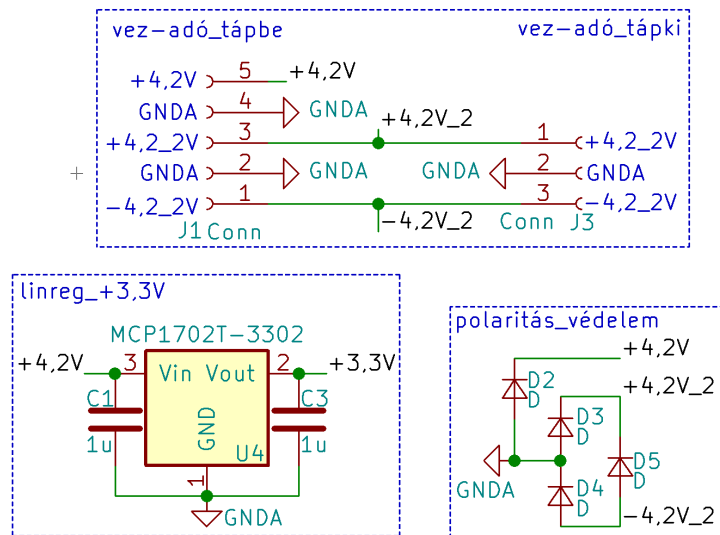 vez-adó_tápbe vez-adó_tápki
+4,2V 5 +4,2V
GNDA 4 GNDA
+4,2V_2
+4,2_2V 3 1 +4,2_2V
GNDA 2 GNDA GNDA 2 GNDA
-4,2_2V 1 3 -4,2_2V
-4,2V_2
J1 Conn Conn J3
linreg_+3,3V
MCP1702T-3302
+4,2V 3 Vin Vout 2 +3,3V
C1 C3
GND
1u U4 1u
1
GNDA
polaritás_védelem
+4,2V
D2 +4,2V_2
D
D3
D
D5
D
GNDA D4
D
-4,2V_2